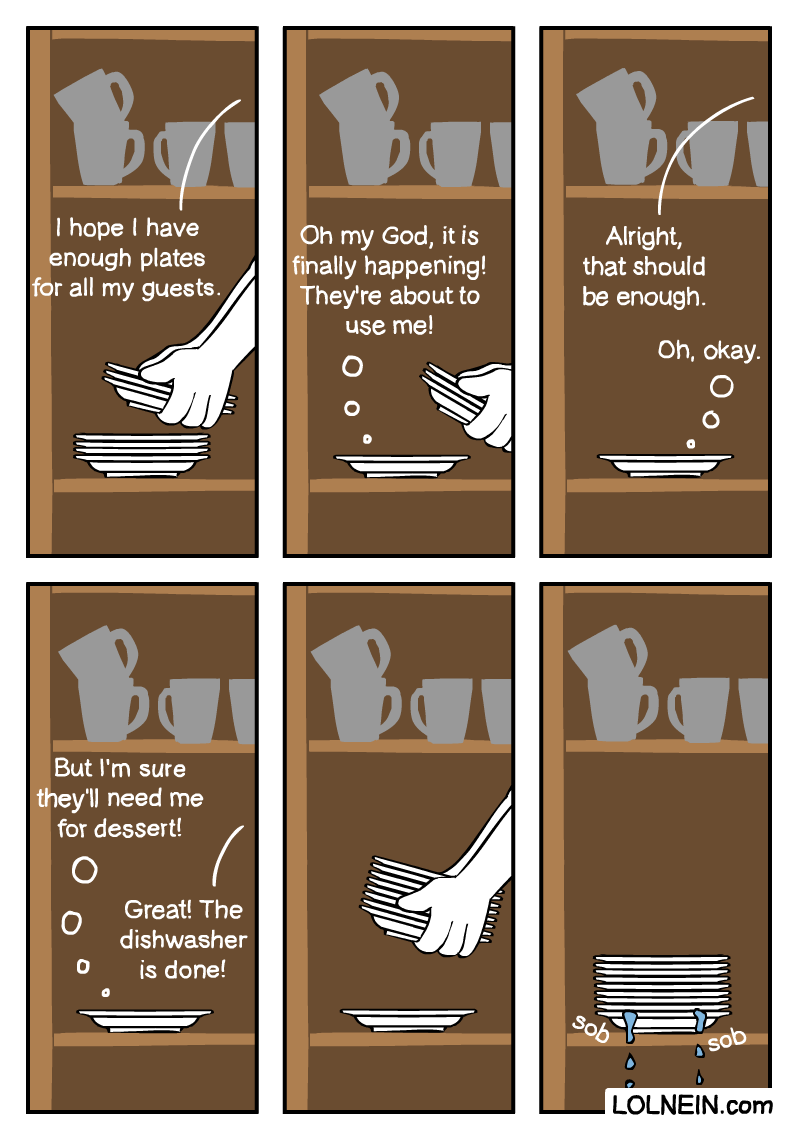 I hope I have
enough plates
for all my guests.
Oh my God, it is
finally happening!
They're about to
use me!
Alright,
that should
be enough.
Oh, okay.
But I'm sure
they'll need me
for dessert!
Great! The
dishwasher
is done!
sob
sob
LOLNEIN.com